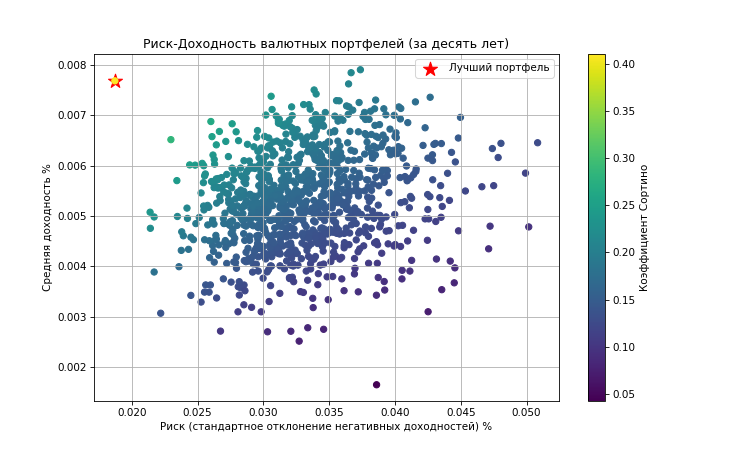 Риск-Доходность валютных портфелей (за десять лет)
Лучший портфель
0.008
0.007
0.006
0.005
0.004
0.003
0.002
Средняя доходность %
0.020 0.025 0.030 0.035 0.040 0.045 0.050
Риск (стандартное отклонение негативных доходностей) %
0.40
0.35
0.30
0.25
0.20
0.15
0.10
0.05
Коэффициент Сортино